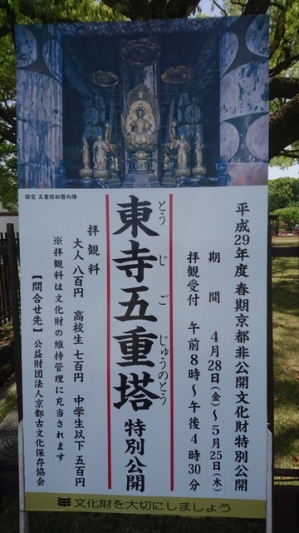 国宝 五重塔初層内陣
平成29年度 春期京都非公開文化財特別公開
期間 4月28日(金)~5月25日(木)
拝観受付 午前8時~午後4時30分
とうじごじゅうのとう
東寺五重塔 特別公開
拝観料
大人 八百円 高校生 七百円 中学生以下 五百円
※拝観料は文化財の維持管理に充当されます
【問合せ先】 公益財団法人京都古文化保存協会
文化財を大切にしましょう